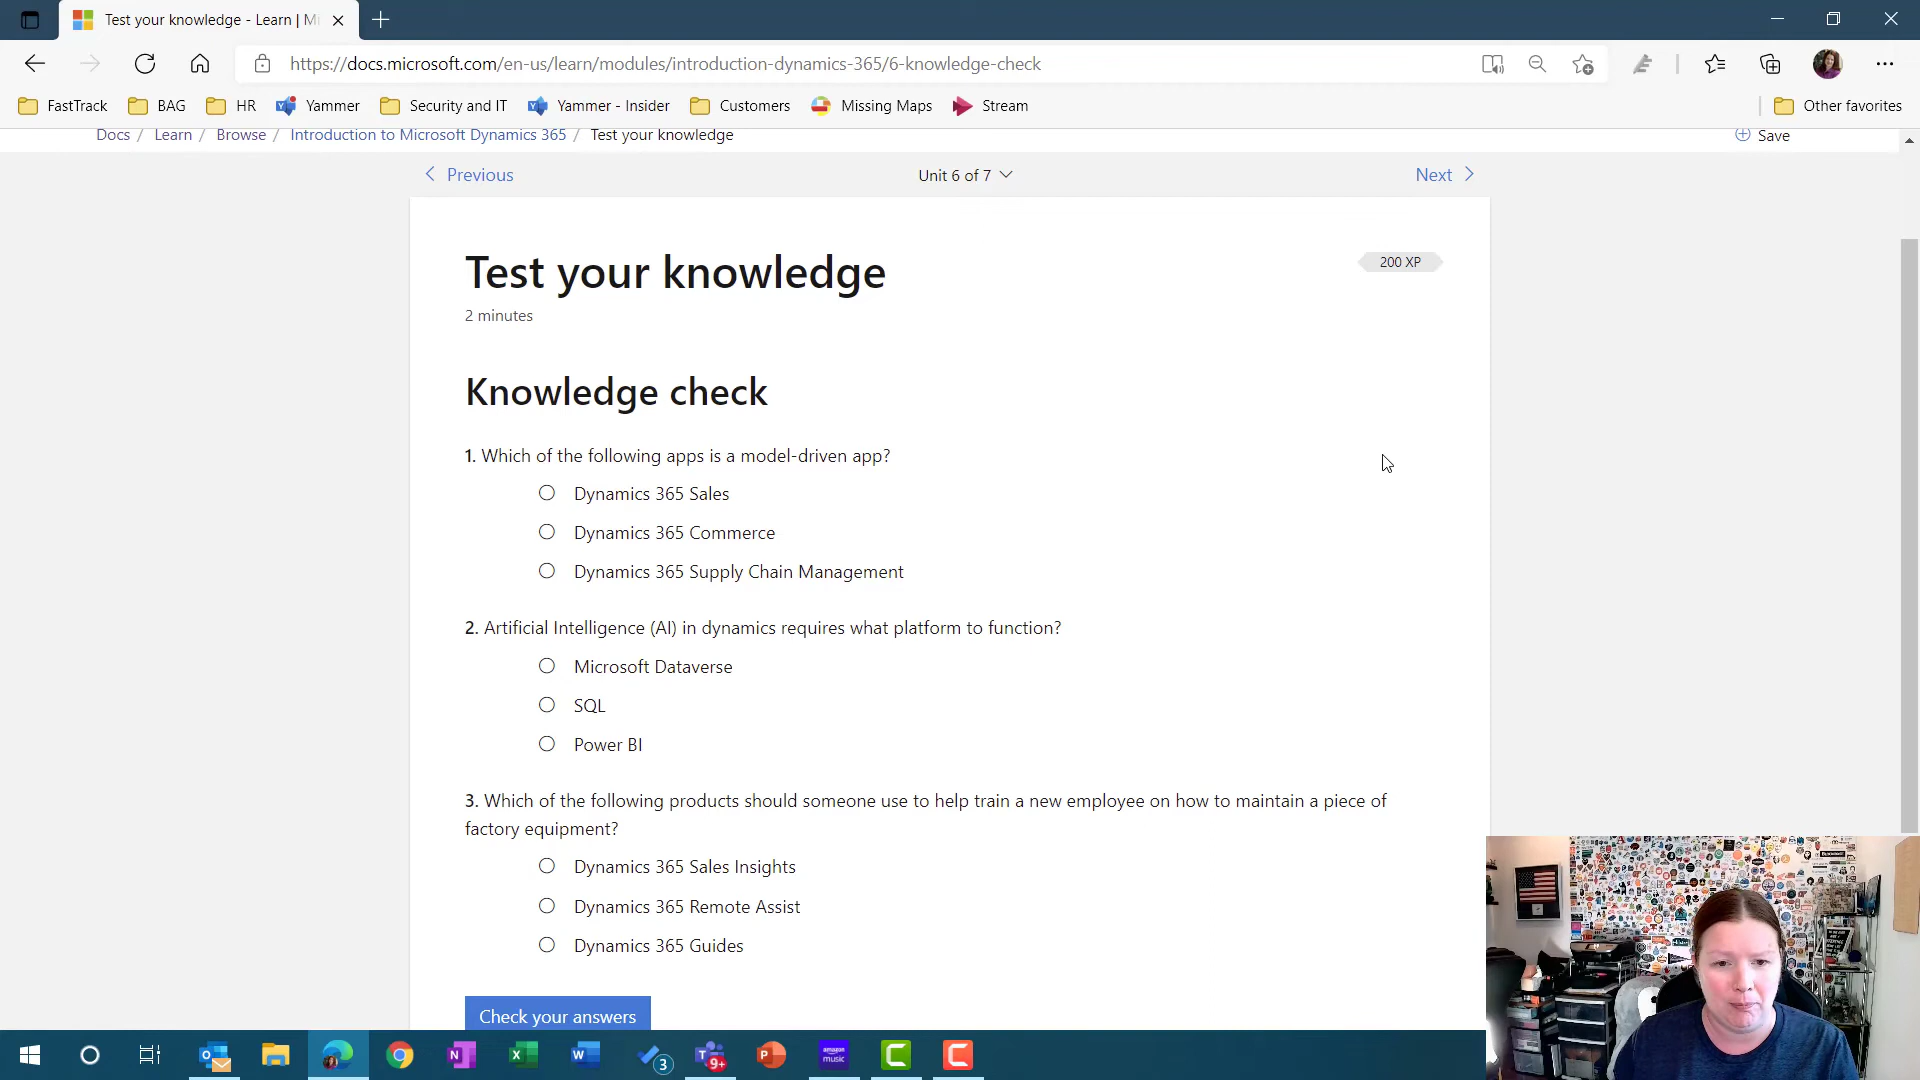 Test your knowledge - Learn | Mi
https://docs.microsoft.com/en-us/learn/modules/introduction-dynamics-365/6-knowledge-check
FastTrack BAG HR Yammer Security and IT Yammer - Insider Customers Missing Maps Stream Other favorites
Docs / Learn / Browse / Introduction to Microsoft Dynamics 365 / Test your knowledge Save
Previous Unit 6 of 7 Next
Test your knowledge
200 XP
2 minutes
Knowledge check
1. Which of the following apps is a model-driven app?
Dynamics 365 Sales
Dynamics 365 Commerce
Dynamics 365 Supply Chain Management
2. Artificial Intelligence (AI) in dynamics requires what platform to function?
Microsoft Dataverse
SQL
Power BI
3. Which of the following products should someone use to help train a new employee on how to maintain a piece of
factory equipment?
Dynamics 365 Sales Insights
Dynamics 365 Remote Assist
Dynamics 365 Guides
Check your answers
3 9+ music